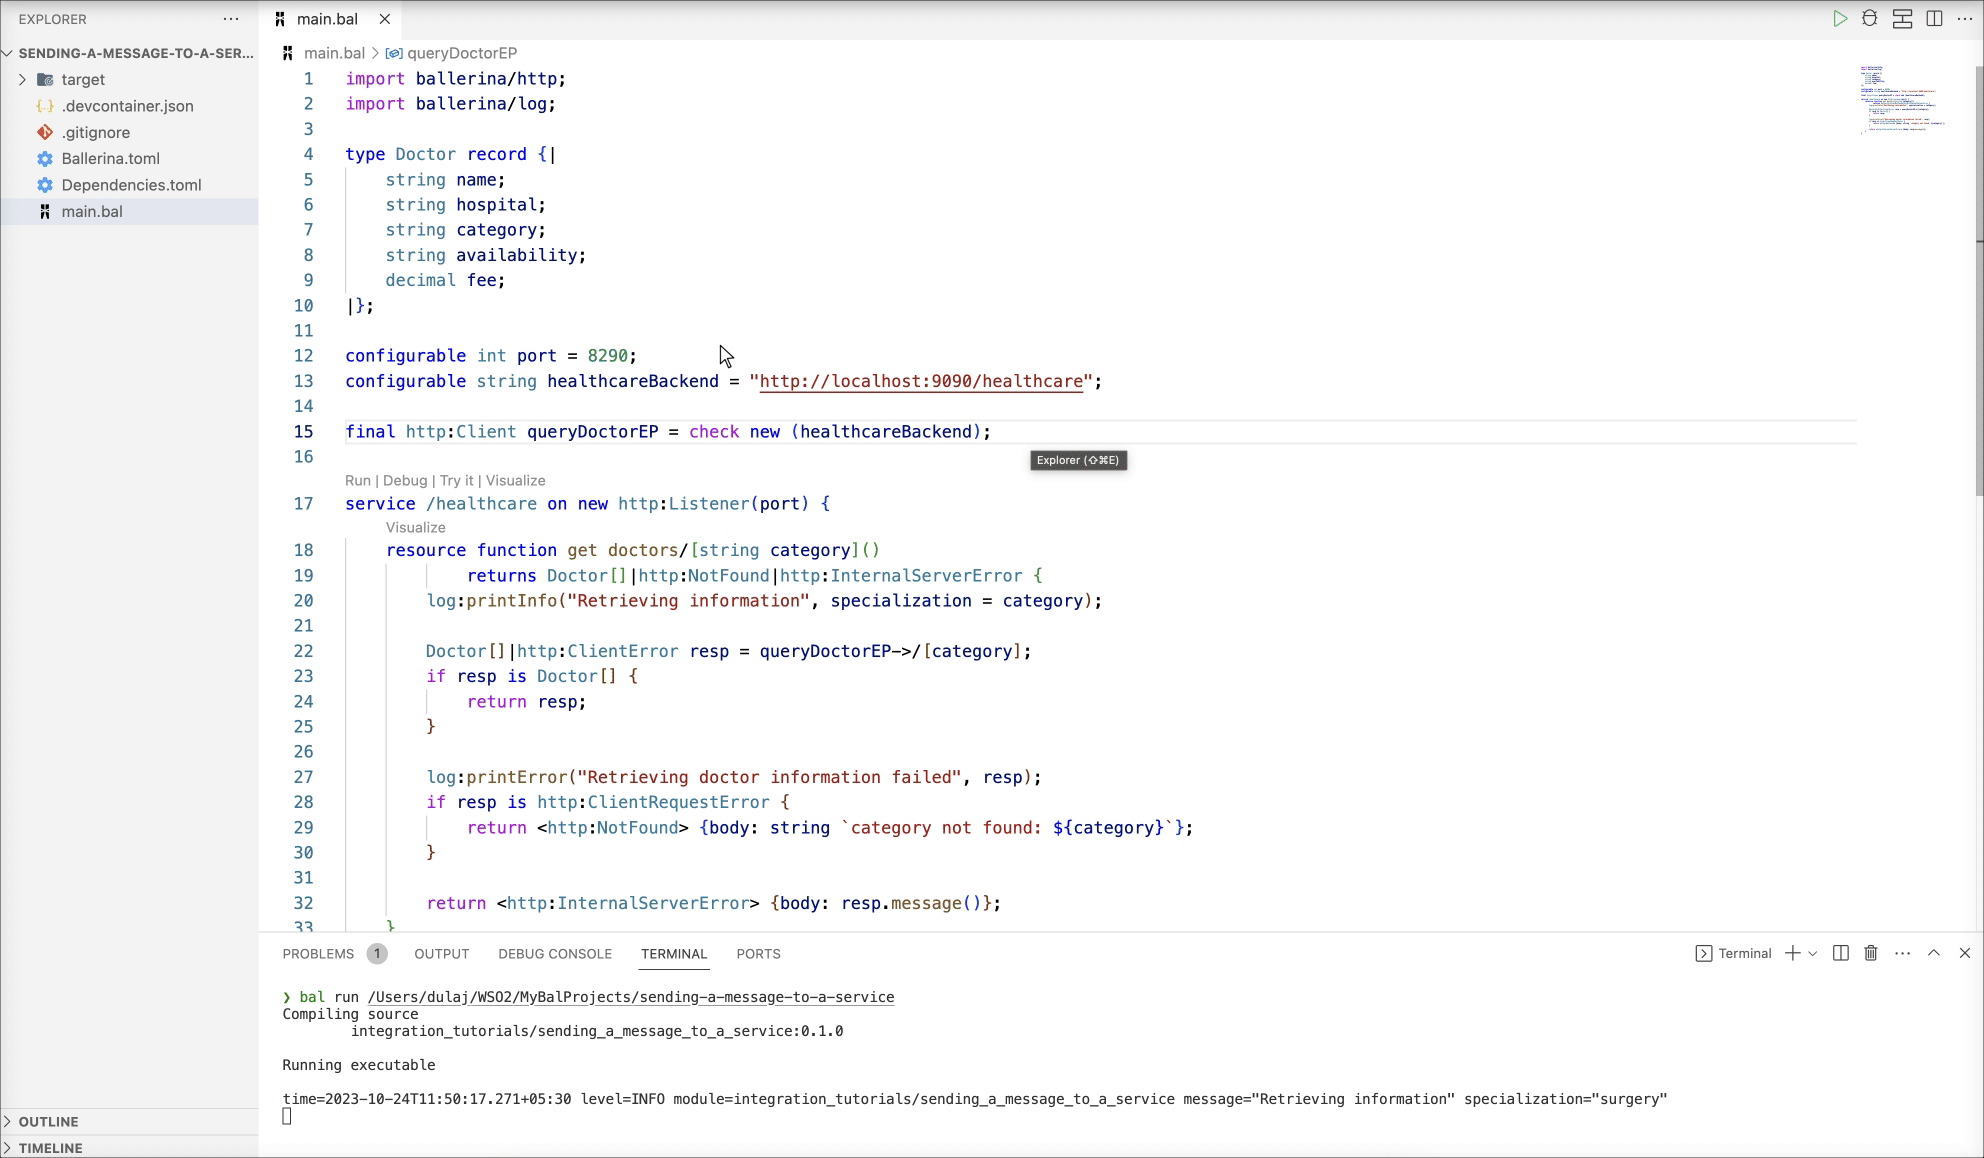 EXPLORER
···
main.bal
SENDING-A-MESSAGE-TO-A-SER...
target
.devcontainer.json
.gitignore
Ballerina.toml
Dependencies.toml
main.bal
OUTLINE
TIMELINE
main.bal > queryDoctorEP
1 import ballerina/http;
2 import ballerina/log;
3
4 type Doctor record {|
5     string name;
6     string hospital;
7     string category;
8     string availability;
9     decimal fee;
10 |};
11
12 configurable int port = 8290;
13 configurable string healthcareBackend = "http://localhost:9090/healthcare";
14
15 final http:Client queryDoctorEP = check new (healthcareBackend);
Explorer (⇧⌘E)
16
Run | Debug | Try it | Visualize
17 service /healthcare on new http:Listener(port) {
Visualize
18     resource function get doctors/[string category]()
19             returns Doctor[]|http:NotFound|http:InternalServerError {
20         log:printInfo("Retrieving information", specialization = category);
21
22         Doctor[]|http:ClientError resp = queryDoctorEP->/[category];
23         if resp is Doctor[] {
24             return resp;
25         }
26
27         log:printError("Retrieving doctor information failed", resp);
28         if resp is http:ClientRequestError {
29             return <http:NotFound> {body: string `category not found: ${category}`};
30         }
31
32         return <http:InternalServerError> {body: resp.message()};
33     }
PROBLEMS 1 OUTPUT DEBUG CONSOLE TERMINAL PORTS
Terminal
❯ bal run /Users/dulaj/WSO2/MyBalProjects/sending-a-message-to-a-service
Compiling source
        integration_tutorials/sending_a_message_to_a_service:0.1.0
Running executable
time=2023-10-24T11:50:17.271+05:30 level=INFO module=integration_tutorials/sending_a_message_to_a_service message="Retrieving information" specialization="surgery"